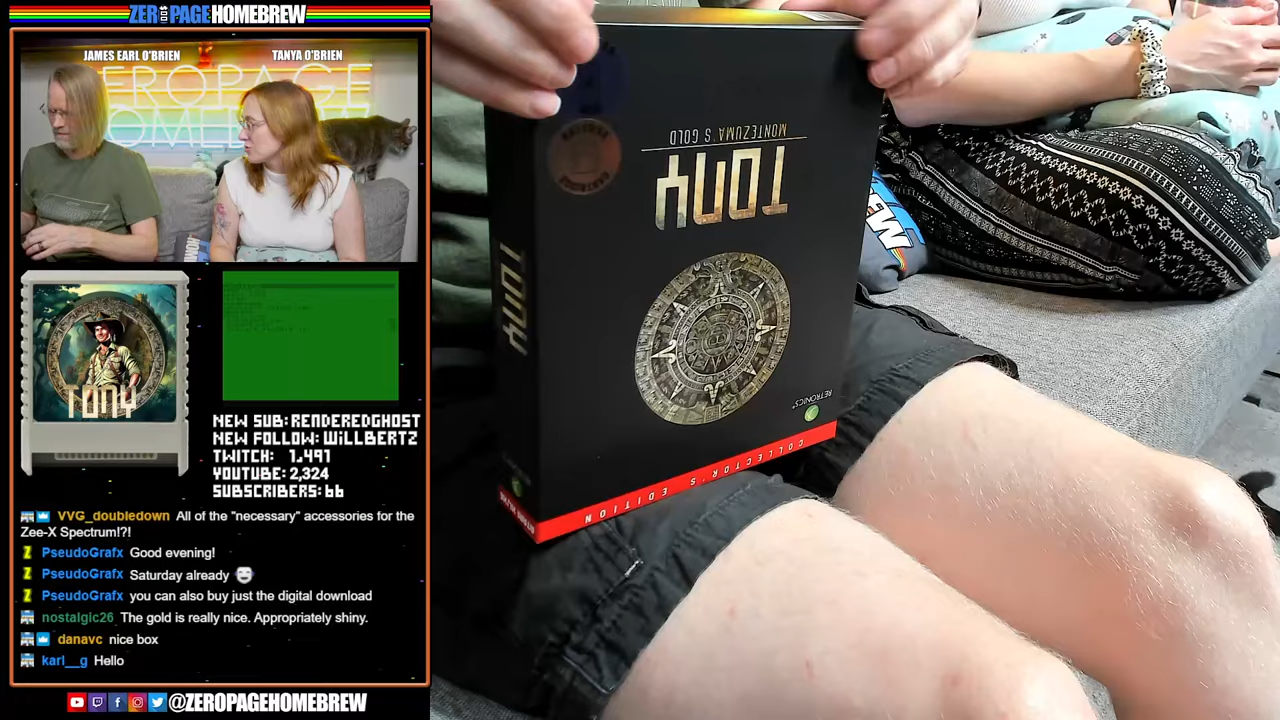 ZERO PAGE HOMEBREW
JAMES EARL O'BRIEN
TANYA O'BRIEN
TONY
NEW SUB: RENDEREDGHOST
NEW FOLLOW: WILLBERTZ
TWITCH: 1,491
YOUTUBE: 2,324
SUBSCRIBERS: 66
VVG_doubledown All of the "necessary" accessories for the
Zee-X Spectrum!?!
PseudoGrafx Good evening!
PseudoGrafx Saturday already
PseudoGrafx you can also buy just the digital download
nostalgic26 The gold is really nice. Appropriately shiny.
danavc nice box
karl__g Hello
@ZEROPAGEHOMEBREW
TONY
MONTEZUMA'S GOLD
TONY
RETRONICS
COLLECTOR'S EDITION